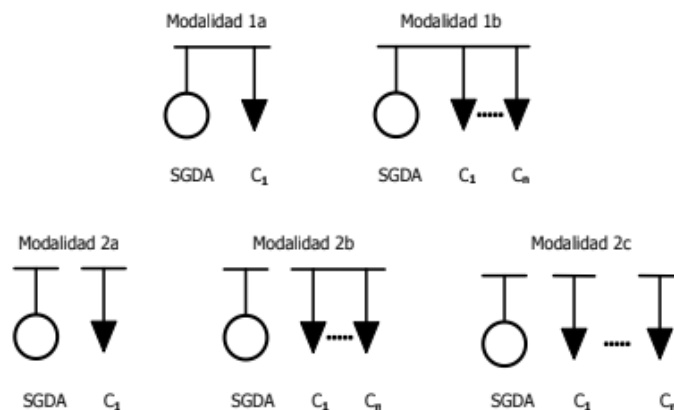 Modalidad 1a
Modalidad 1b
SGDA C₁
SGDA C₁ Cₙ
Modalidad 2a
Modalidad 2b
Modalidad 2c
SGDA C₁
SGDA C₁ Cₙ
SGDA C₁ Cₙ